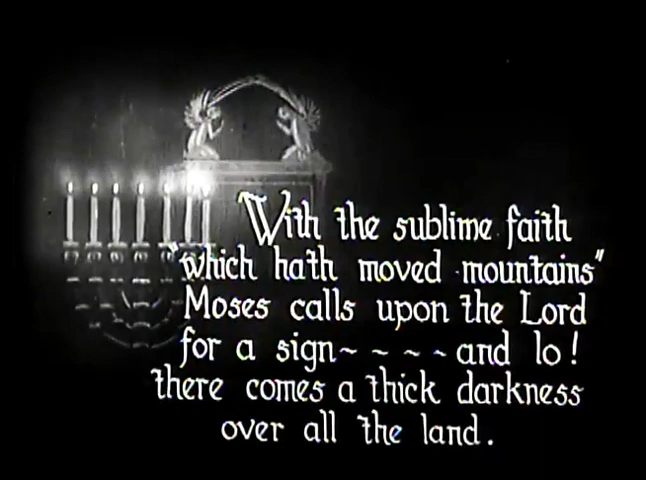 With the sublime faith
"which hath moved mountains"
Moses calls upon the Lord
for a sign~ ~ ~ ~ and lo!
there comes a thick darkness
over all the land.